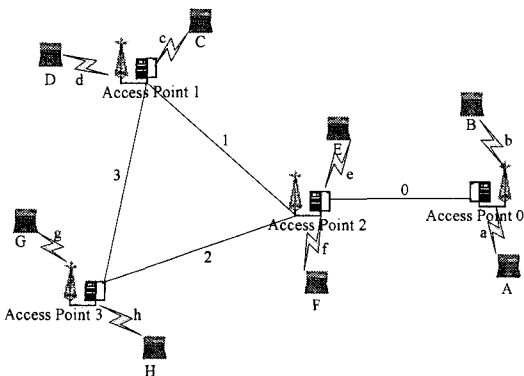 C
c
D
d
Access Point 1
B
b
E
e
1
0
3
Access Point 0
a
Access Point 2
G
g
2
f
A
F
Access Point 3
h
H